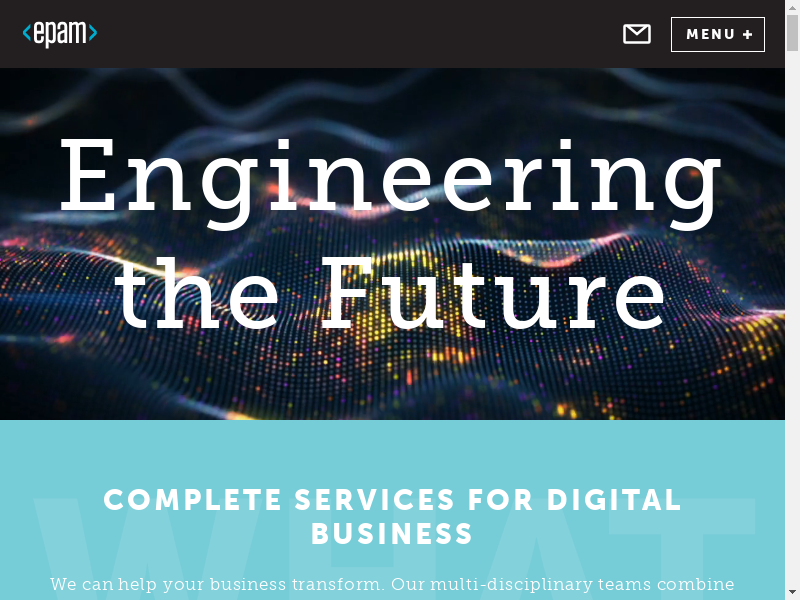 <epam>
MENU +
Engineering
the Future
WHAT
COMPLETE SERVICES FOR DIGITAL
BUSINESS
We can help your business transform. Our multi-disciplinary teams combine